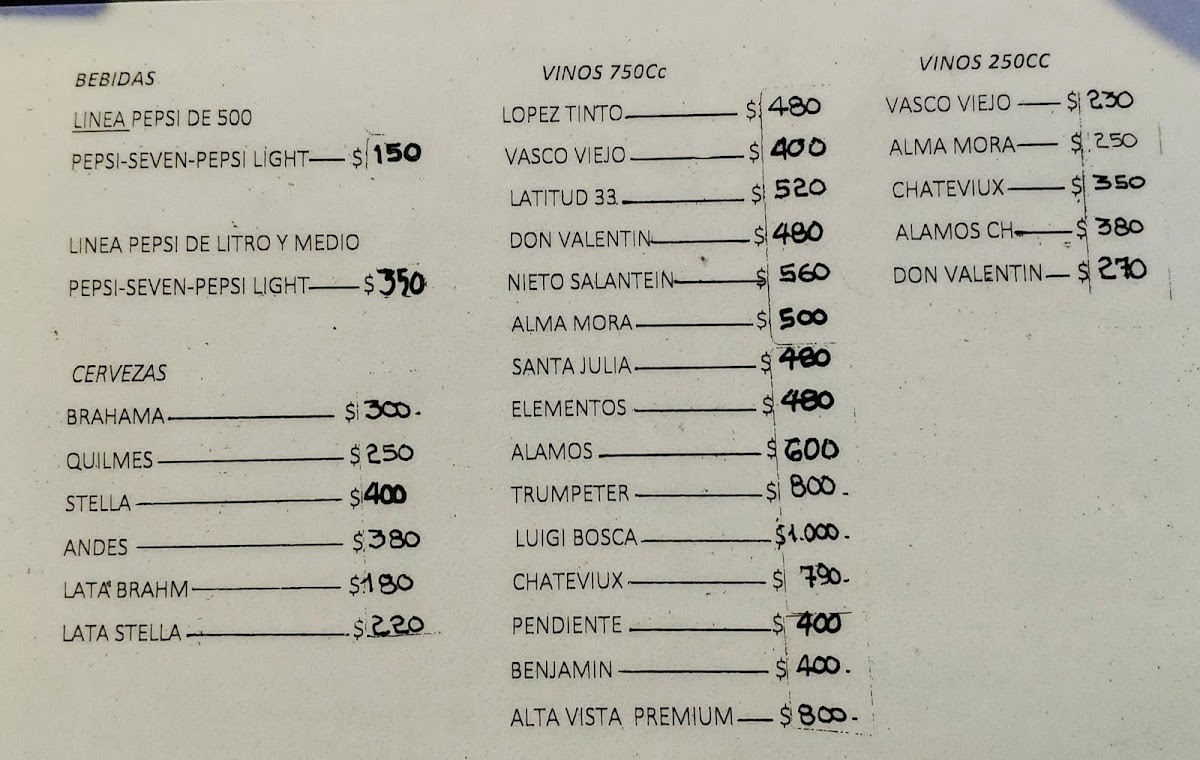 BEBIDAS
LINEA PEPSI DE 500
PEPSI-SEVEN-PEPSI LIGHT $150
LINEA PEPSI DE LITRO Y MEDIO
PEPSI-SEVEN-PEPSI LIGHT $350
CERVEZAS
BRAHAMA $300.
QUILMES $250
STELLA $400
ANDES $380
LATA BRAHM $180
LATA STELLA $220
VINOS 750Cc
LOPEZ TINTO $480
VASCO VIEJO $400
LATITUD 33 $520
DON VALENTIN $480
NIETO SALANTEIN $560
ALMA MORA $500
SANTA JULIA $480
ELEMENTOS $480
ALAMOS $600
TRUMPETER $800.
LUIGI BOSCA $1.000.
CHATEVIUX $790.
PENDIENTE $400
BENJAMIN $400.
ALTA VISTA PREMIUM $800.
VINOS 250CC
VASCO VIEJO $230
ALMA MORA $250
CHATEVIUX $350
ALAMOS CH $380
DON VALENTIN $270